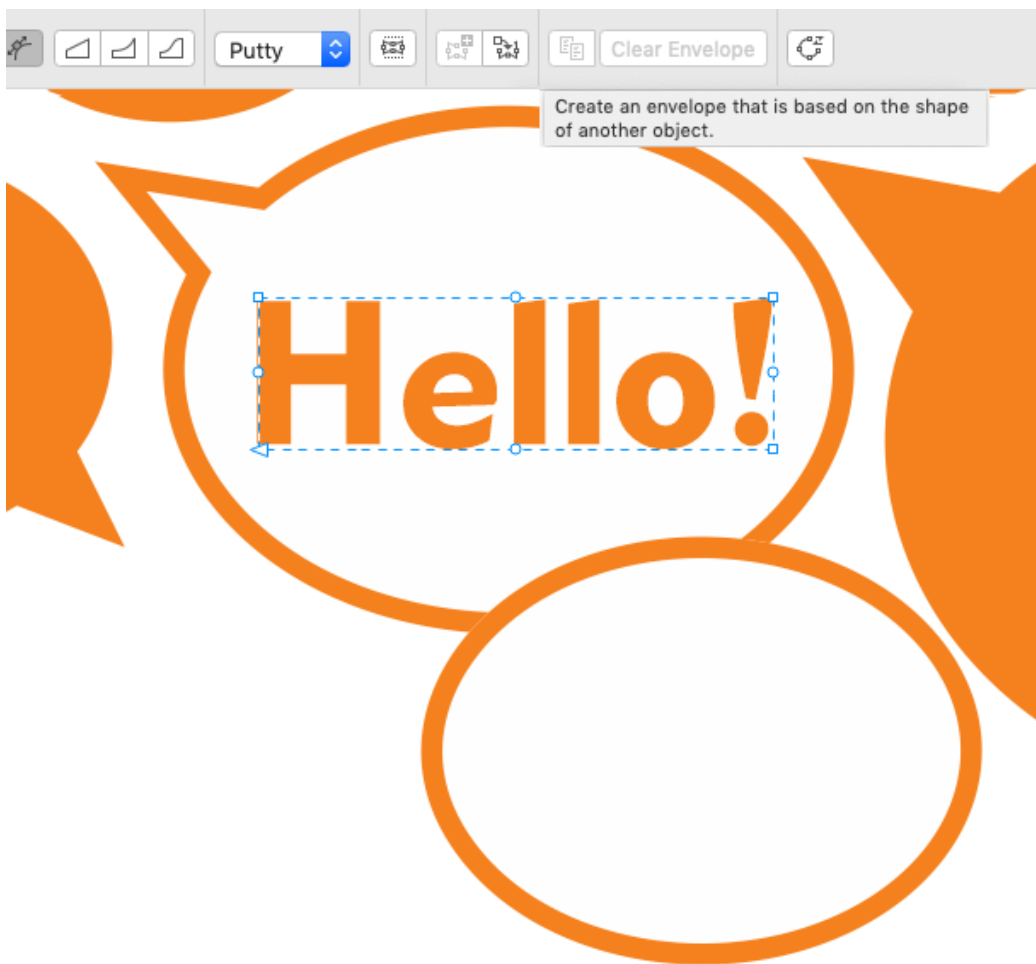 Putty
Clear Envelope
Create an envelope that is based on the shape
of another object.
Hello!